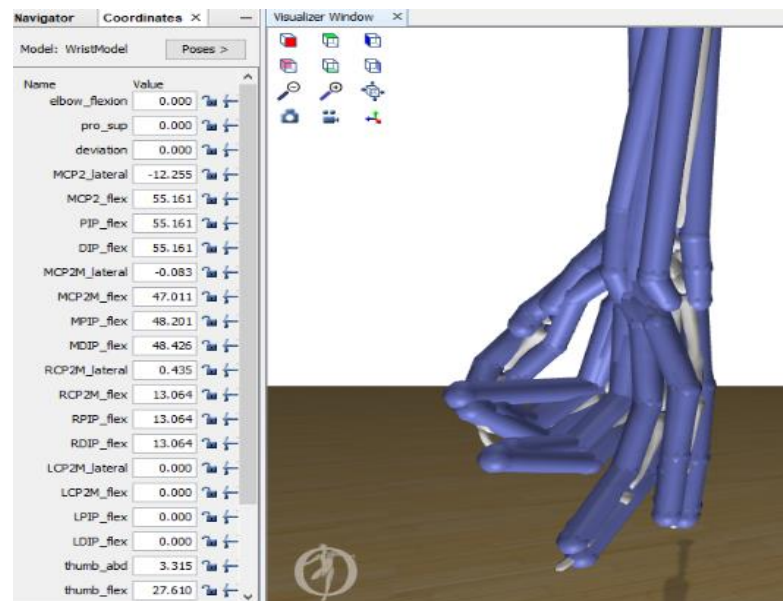 Navigator Coordinates × — Visualizer Window ×
Model: WristModel Poses >
Name Value
elbow_flexion 0.000
pro_sup 0.000
deviation 0.000
MCP2_lateral -12.255
MCP2_flex 55.161
PIP_flex 55.161
DIP_flex 55.161
MCP2M_lateral -0.083
MCP2M_flex 47.011
MPIP_flex 48.201
MDIP_flex 48.426
RCP2M_lateral 0.435
RCP2M_flex 13.064
RPIP_flex 13.064
RDIP_flex 13.064
LCP2M_lateral 0.000
LCP2M_flex 0.000
LPIP_flex 0.000
LDIP_flex 0.000
thumb_abd 3.315
thumb_flex 27.610